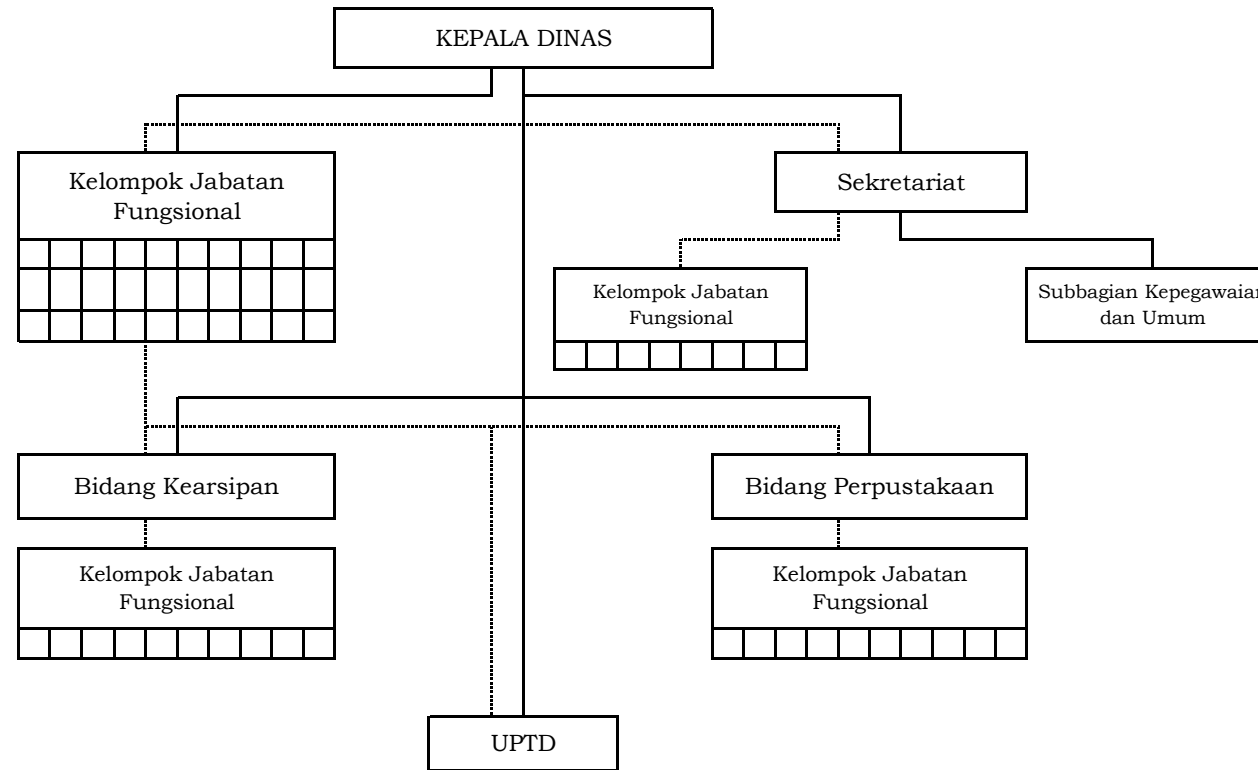 KEPALA DINAS
Kelompok Jabatan
Fungsional
Sekretariat
Kelompok Jabatan
Fungsional
Subbagian Kepegawaian
dan Umum
Bidang Kearsipan
Bidang Perpustakaan
Kelompok Jabatan
Fungsional
Kelompok Jabatan
Fungsional
UPTD